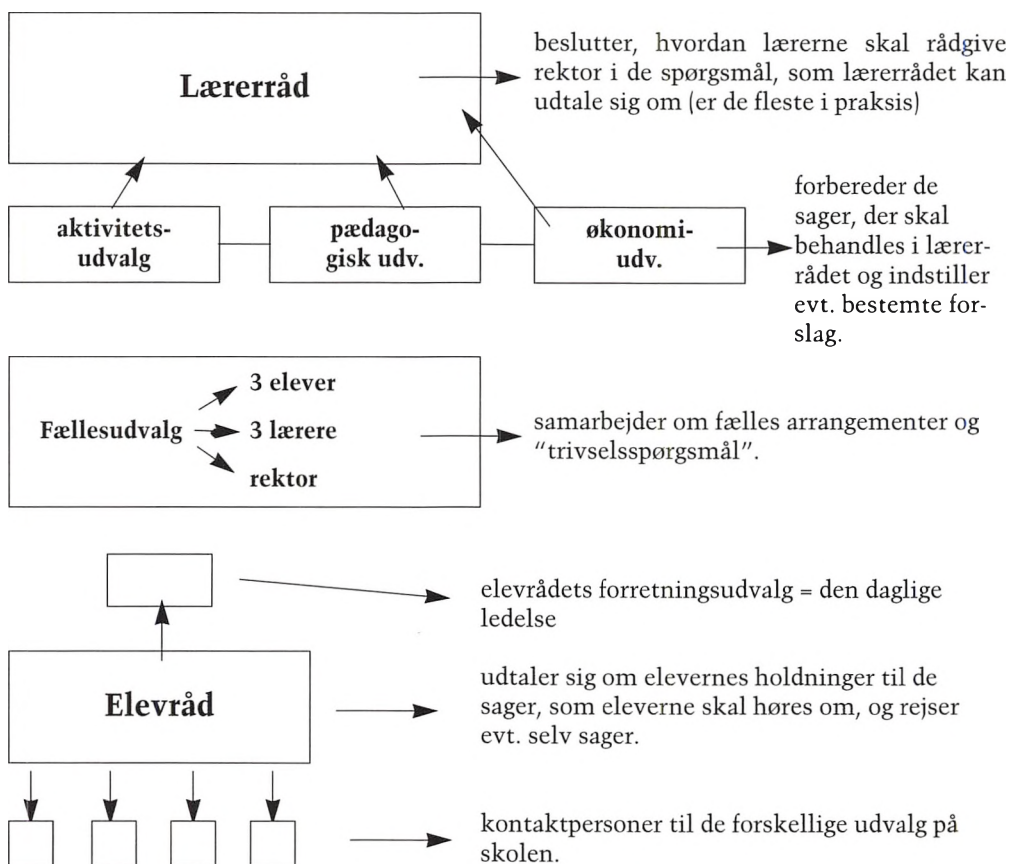 Lærerråd
beslutter, hvordan lærerne skal rådgive
rektor i de spørgsmål, som lærerrådet kan
udtale sig om (er de fleste i praksis)
aktivitets-
udvalg
pædago-
gisk udv.
økonomi-
udv.
forbereder de
sager, der skal
behandles i lærer-
rådet og indstiller
evt. bestemte for-
slag.
Fællesudvalg
3 elever
3 lærere
rektor
samarbejder om fælles arrangementer og
“trivselsspørgsmål”.
elevrådets forretningsudvalg = den daglige
ledelse
Elevråd
udtaler sig om elevernes holdninger til de
sager, som eleverne skal høres om, og rejser
evt. selv sager.
kontaktpersoner til de forskellige udvalg på
skolen.